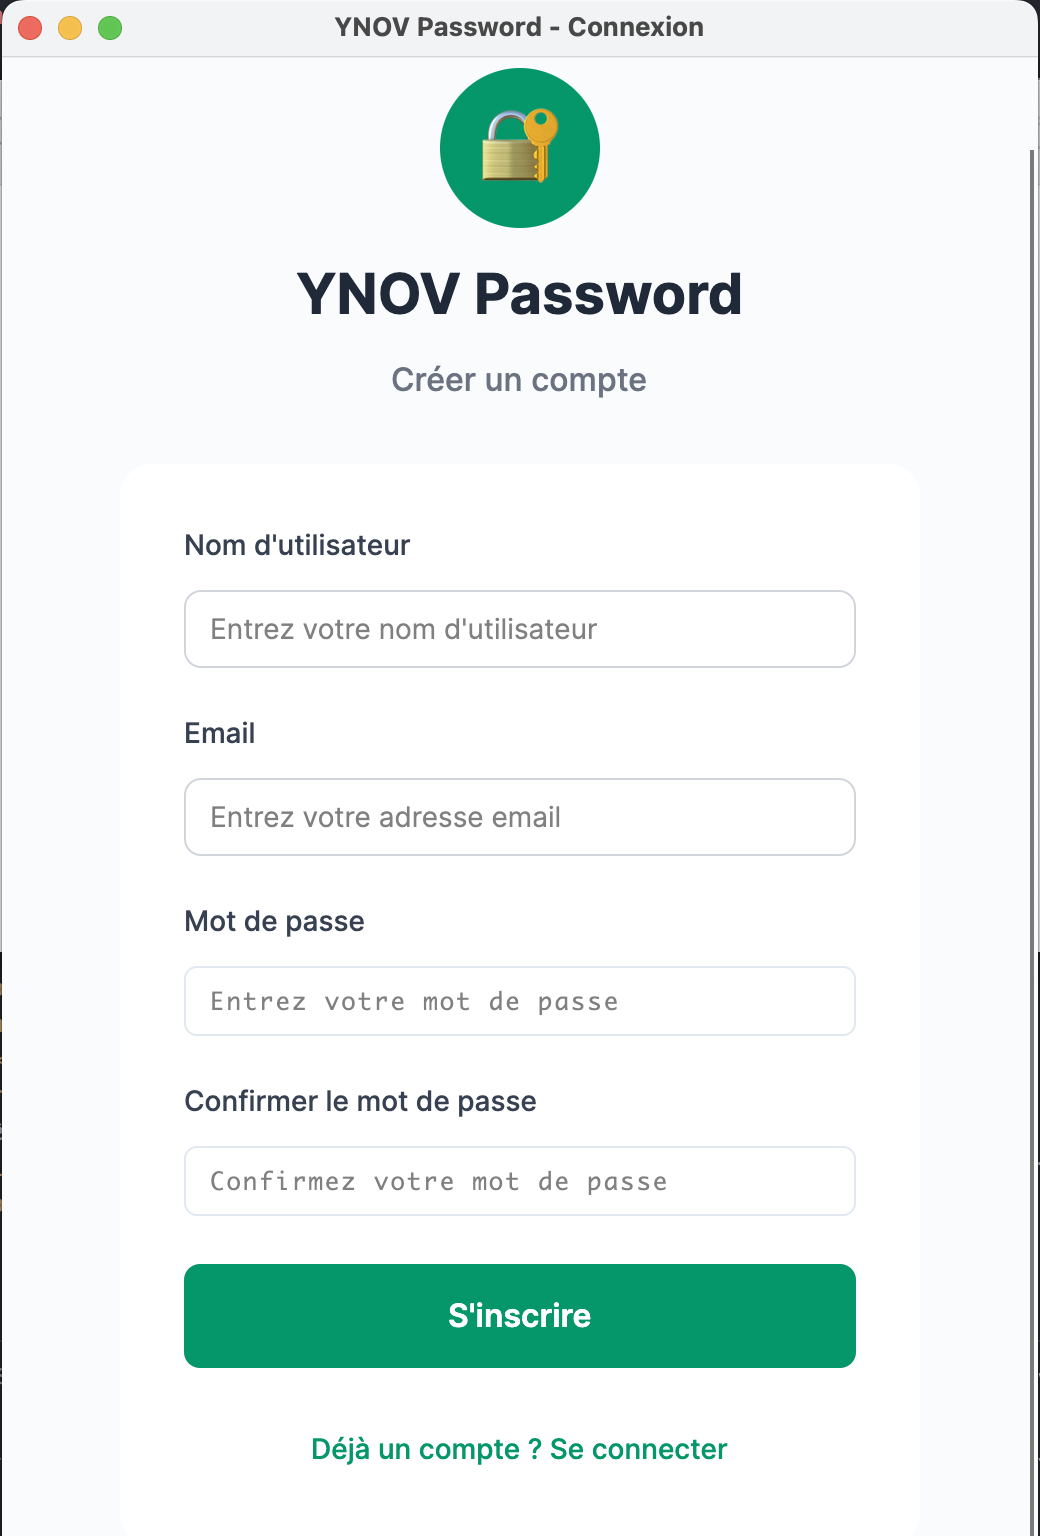 YNOV Password - Connexion
YNOV Password
Créer un compte
Nom d'utilisateur
Entrez votre nom d'utilisateur
Email
Entrez votre adresse email
Mot de passe
Entrez votre mot de passe
Confirmer le mot de passe
Confirmez votre mot de passe
S'inscrire
Déjà un compte ? Se connecter